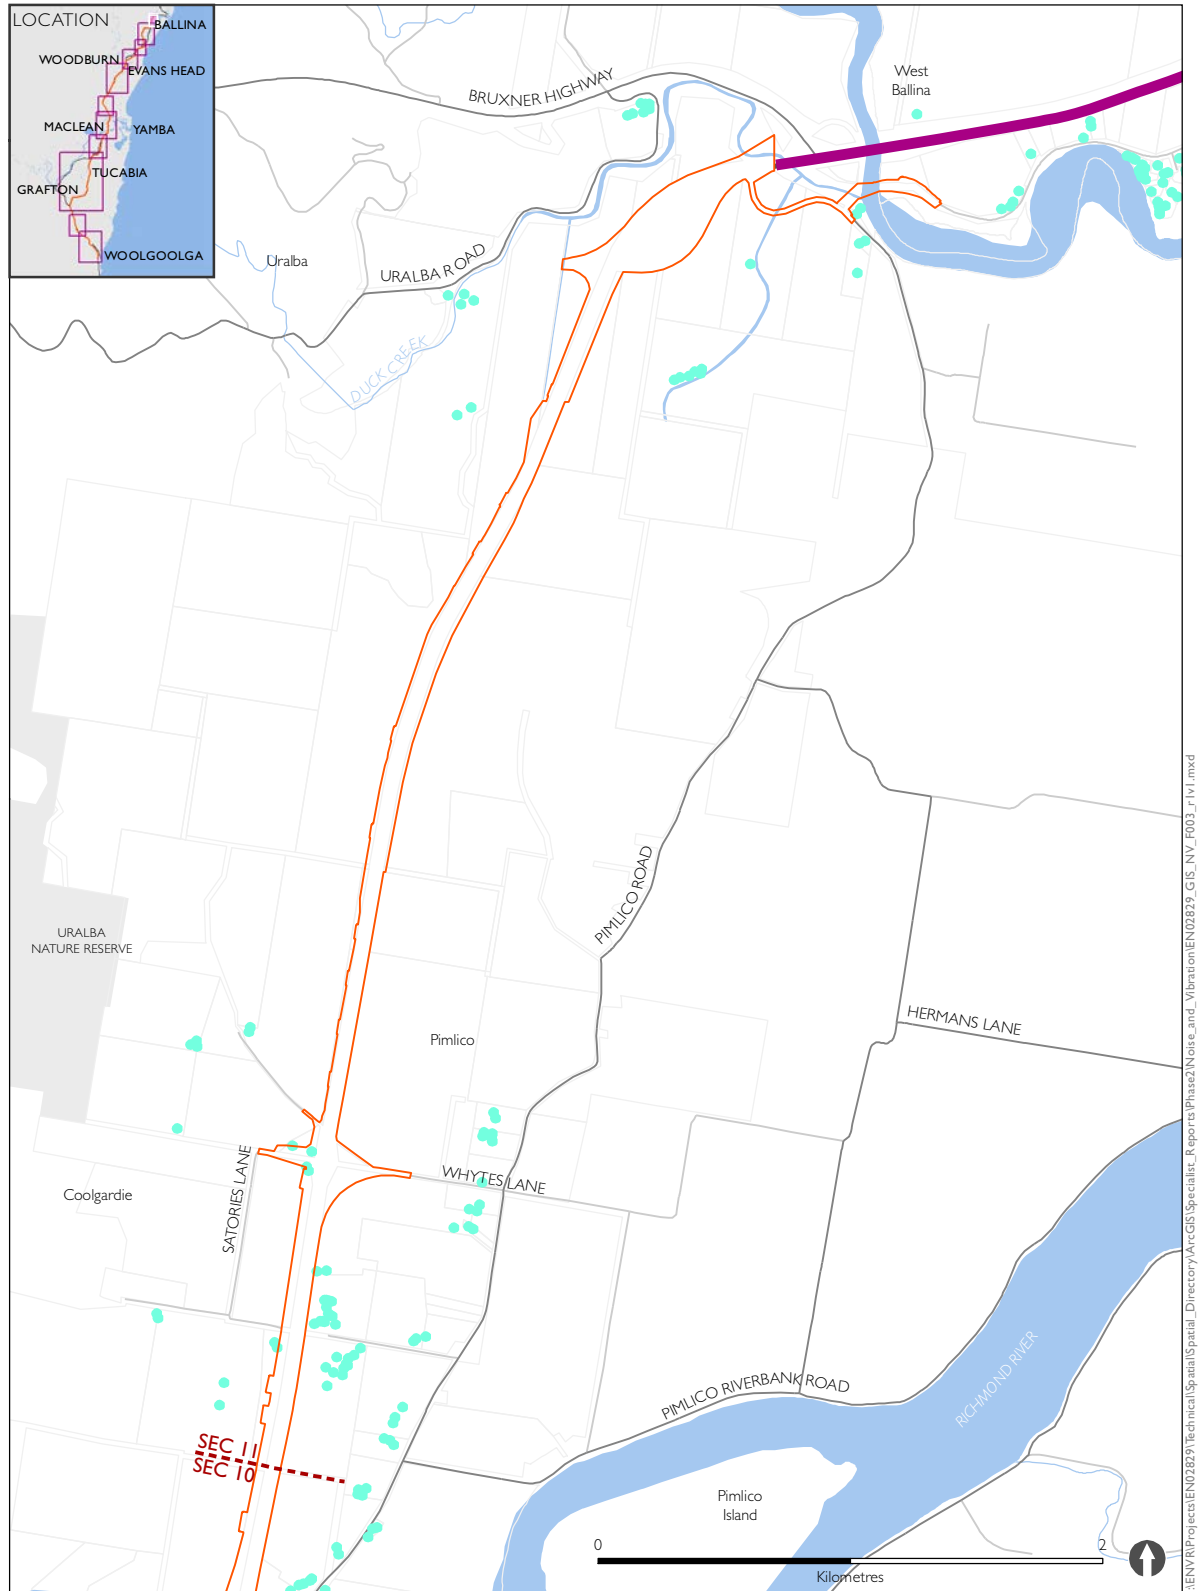 LOCATION
BALLINA
WOODBURN
EVANS HEAD
MACLEAN
YAMBA
TUCABIA
GRAFTON
WOOLGOOLGA
BRUXNER HIGHWAY
West
Ballina
Uralba
URALBA ROAD
DUCK CREEK
URALBA
NATURE RESERVE
PIMLICO ROAD
Pimlico
HERMANS LANE
SATORIES LANE
WHYTES LANE
Coolgardie
PIMLICO RIVERBANK ROAD
RICHMOND RIVER
SEC 11
SEC 10
Pimlico
Island
0 2
Kilometres
:\ENVR\Projects\EN02829\Technical\Spatial\Spatial_Directory\ArcGIS\Specialist_Reports\Phase2\Noise_and_Vibration\EN02829_GIS_NV_F003_r1v1.mxd